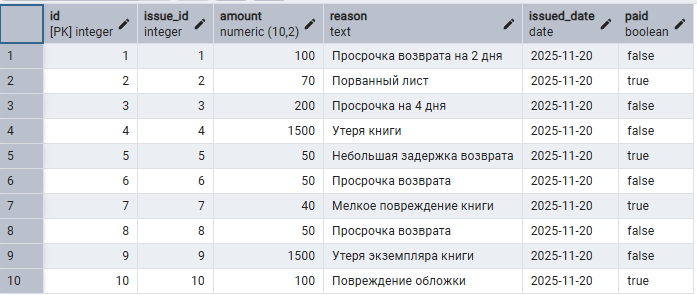 id issue_id amount reason issued_date paid
[PK] integer integer numeric (10,2) text date boolean
1 1 1 100 Просрочка возврата на 2 дня 2025-11-20 false
2 2 2 70 Порванный лист 2025-11-20 true
3 3 3 200 Просрочка на 4 дня 2025-11-20 false
4 4 4 1500 Утеря книги 2025-11-20 false
5 5 5 50 Небольшая задержка возврата 2025-11-20 true
6 6 6 50 Просрочка возврата 2025-11-20 false
7 7 7 40 Мелкое повреждение книги 2025-11-20 true
8 8 8 50 Просрочка возврата 2025-11-20 false
9 9 9 1500 Утеря экземпляра книги 2025-11-20 false
10 10 10 100 Повреждение обложки 2025-11-20 true